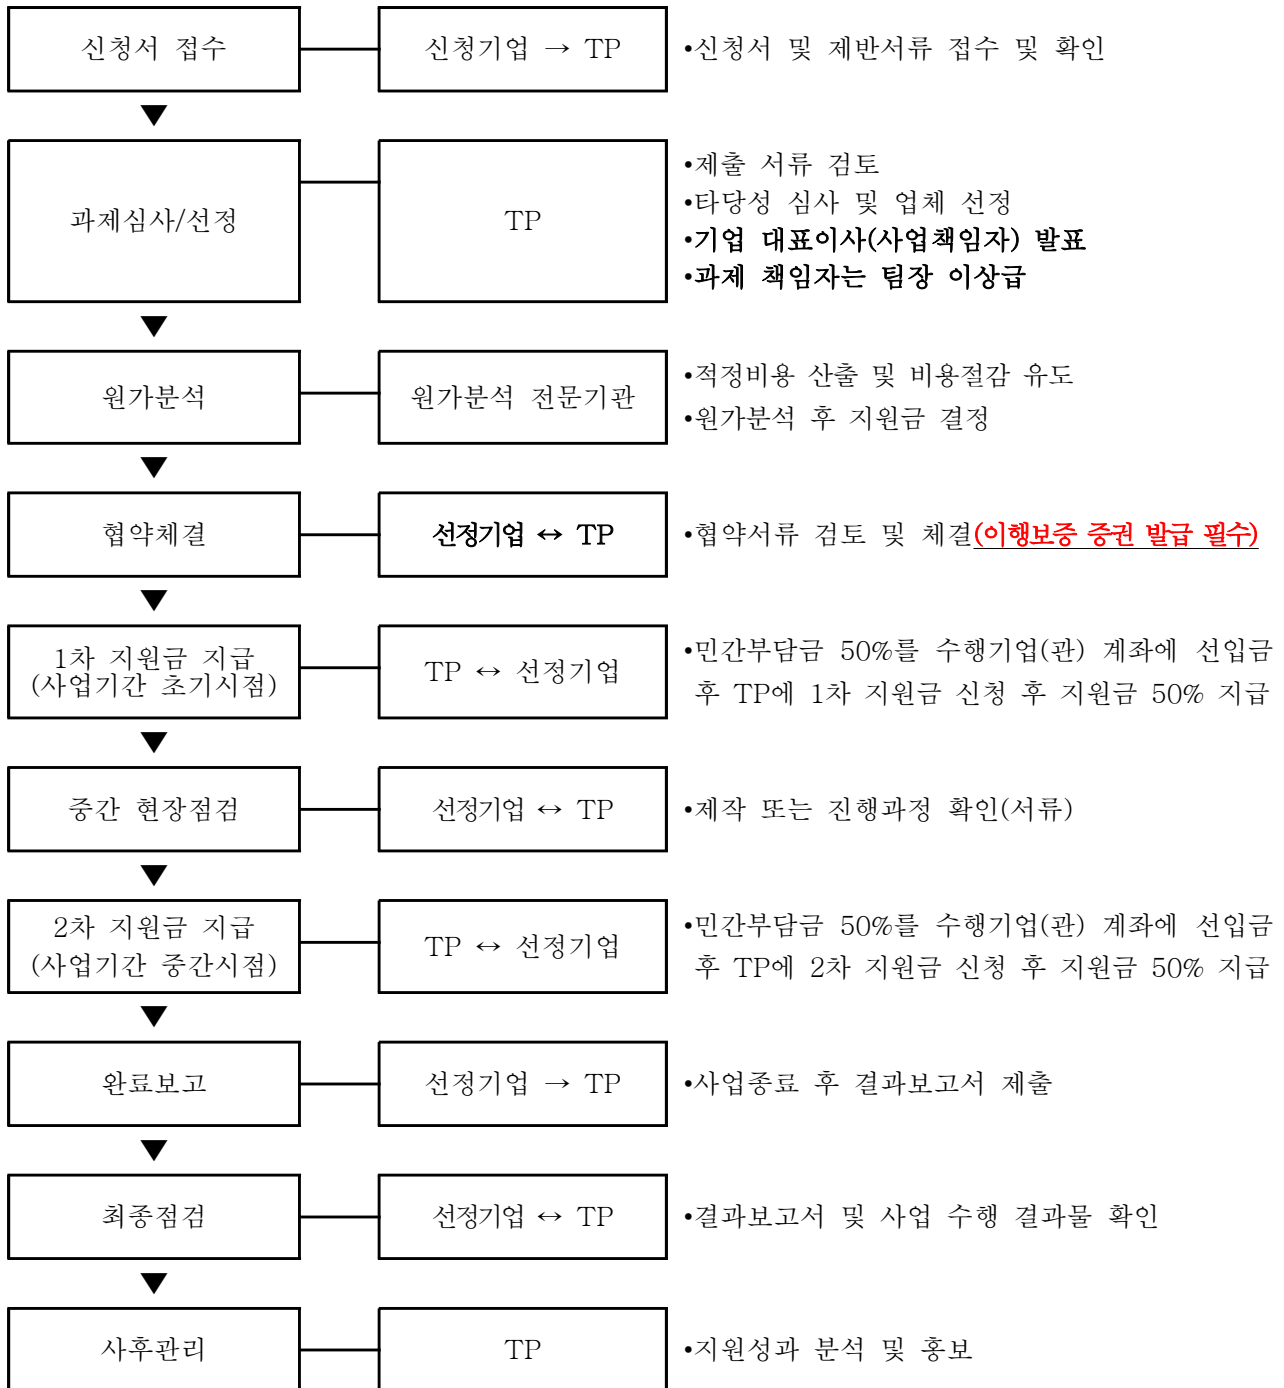 신청서 접수
신청기업 → TP
•신청서 및 제반서류 접수 및 확인
▼
과제심사/선정
TP
•제출 서류 검토
•타당성 심사 및 업체 선정
•기업 대표이사(사업책임자) 발표
•과제 책임자는 팀장 이상급
▼
원가분석
원가분석 전문기관
•적정비용 산출 및 비용절감 유도
•원가분석 후 지원금 결정
▼
협약체결
선정기업 ↔ TP
•협약서류 검토 및 체결(이행보증 증권 발급 필수)
▼
1차 지원금 지급
(사업기간 초기시점)
TP ↔ 선정기업
•민간부담금 50%를 수행기업(관) 계좌에 선입금
후 TP에 1차 지원금 신청 후 지원금 50% 지급
▼
중간 현장점검
선정기업 ↔ TP
•제작 또는 진행과정 확인(서류)
▼
2차 지원금 지급
(사업기간 중간시점)
TP ↔ 선정기업
•민간부담금 50%를 수행기업(관) 계좌에 선입금
후 TP에 2차 지원금 신청 후 지원금 50% 지급
▼
완료보고
선정기업 → TP
•사업종료 후 결과보고서 제출
▼
최종점검
선정기업 ↔ TP
•결과보고서 및 사업 수행 결과물 확인
▼
사후관리
TP
•지원성과 분석 및 홍보